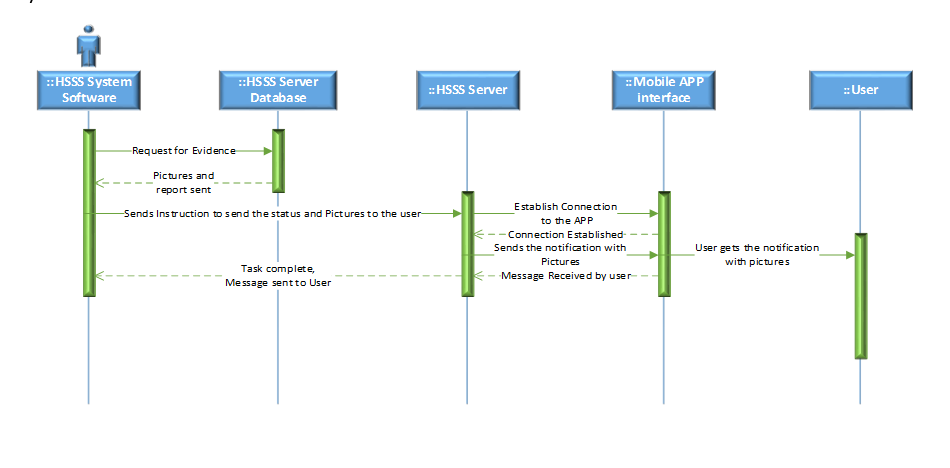 ::HSSS System
Software
::HSSS Server
Database
::HSSS Server
::Mobile APP
interface
::User
Request for Evidence
Pictures and
report sent
Sends Instruction to send the status and Pictures to the user
Establish Connection
to the APP
Connection Established
Sends the notification with
Pictures
User gets the notification
with pictures
Message Received by user
Task complete,
Message sent to User